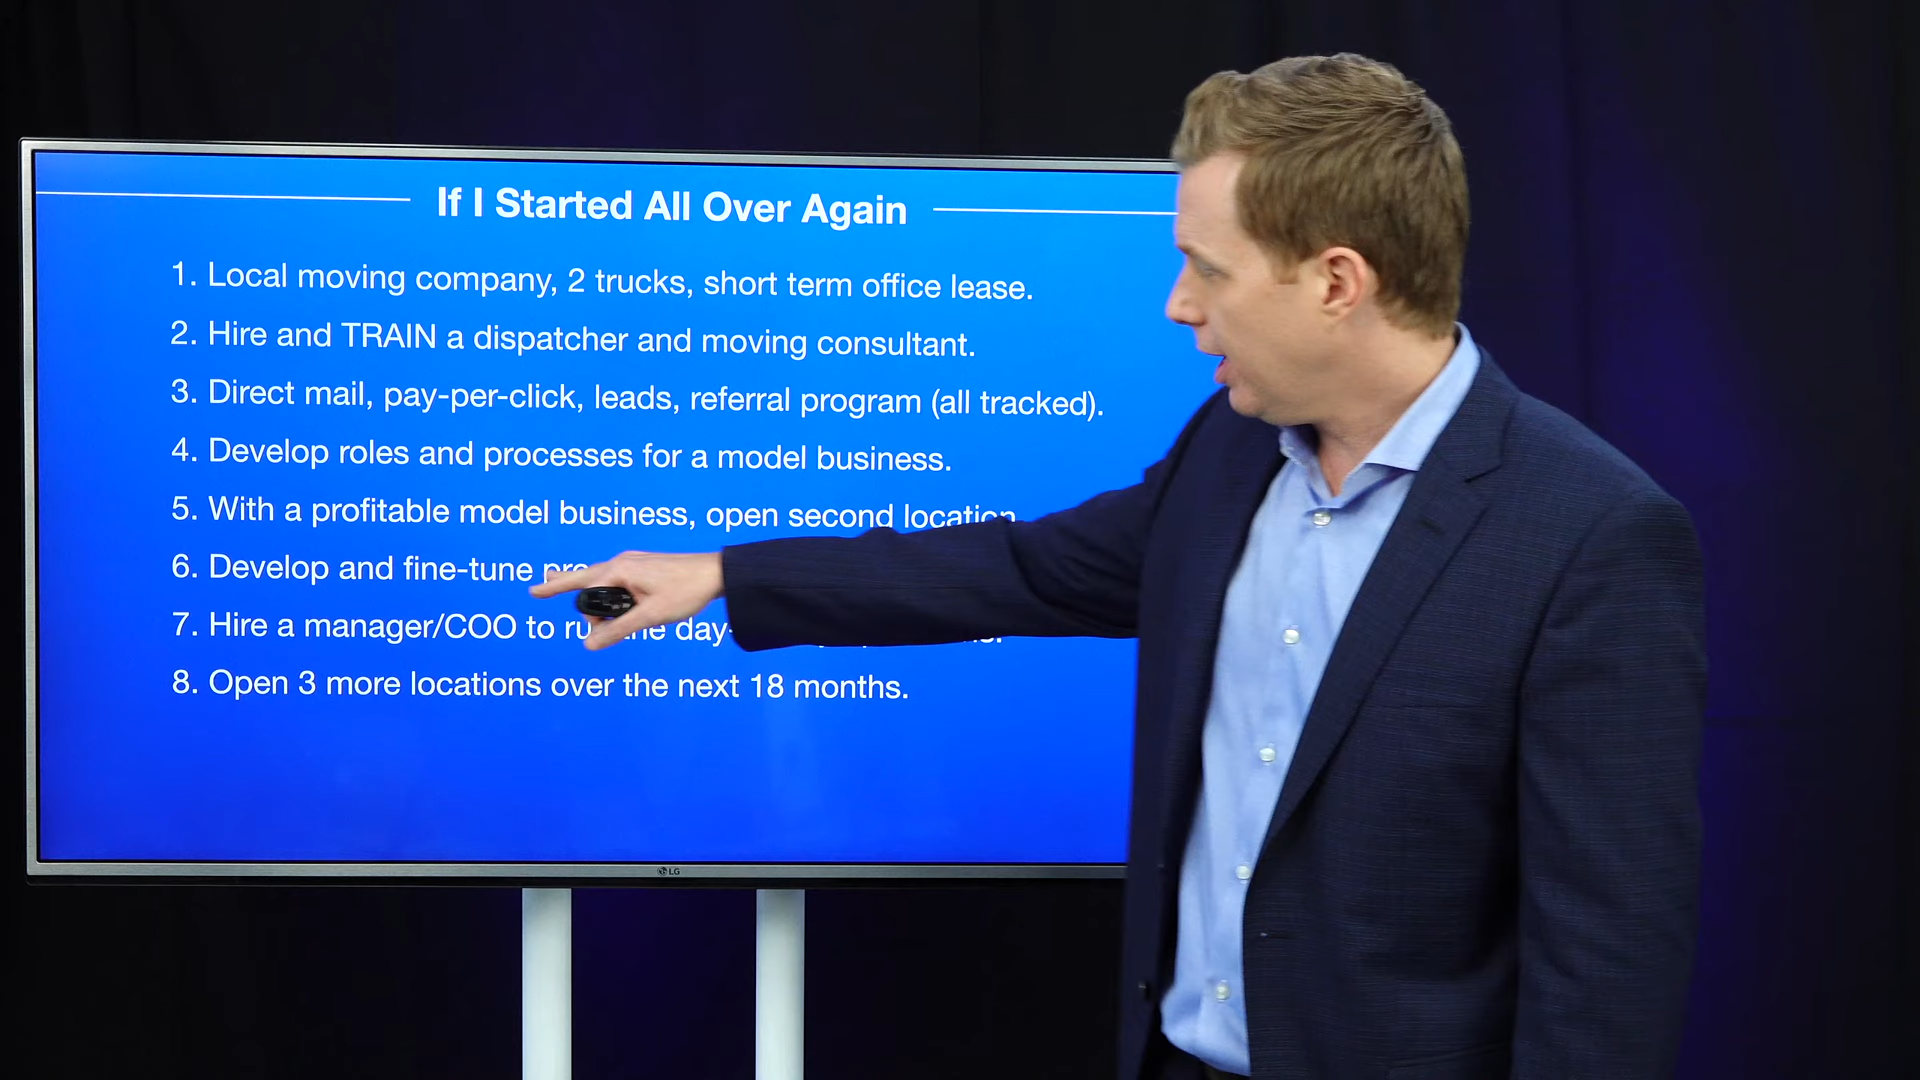 If I Started All Over Again
1. Local moving company, 2 trucks, short term office lease.
2. Hire and TRAIN a dispatcher and moving consultant.
3. Direct mail, pay-per-click, leads, referral program (all tracked).
4. Develop roles and processes for a model business.
5. With a profitable model business, open second location
6. Develop and fine-tune
7. Hire a manager/COO to the day-
8. Open 3 more locations over the next 18 months.
LG